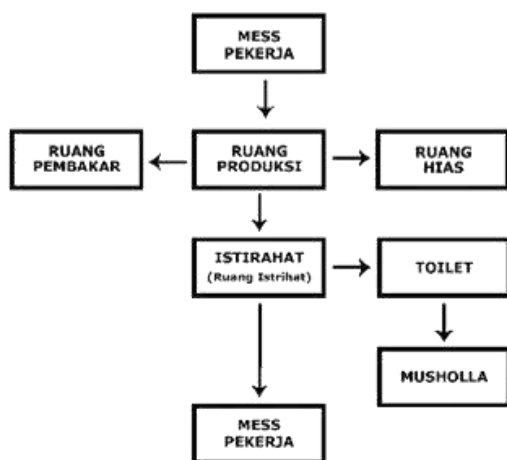 MESS
PEKERJA
RUANG
PEMBAKAR
RUANG
PRODUKSI
RUANG
HIAS
ISTIRAHAT
(Ruang Istrihat)
TOILET
MUSHOLLA
MESS
PEKERJA